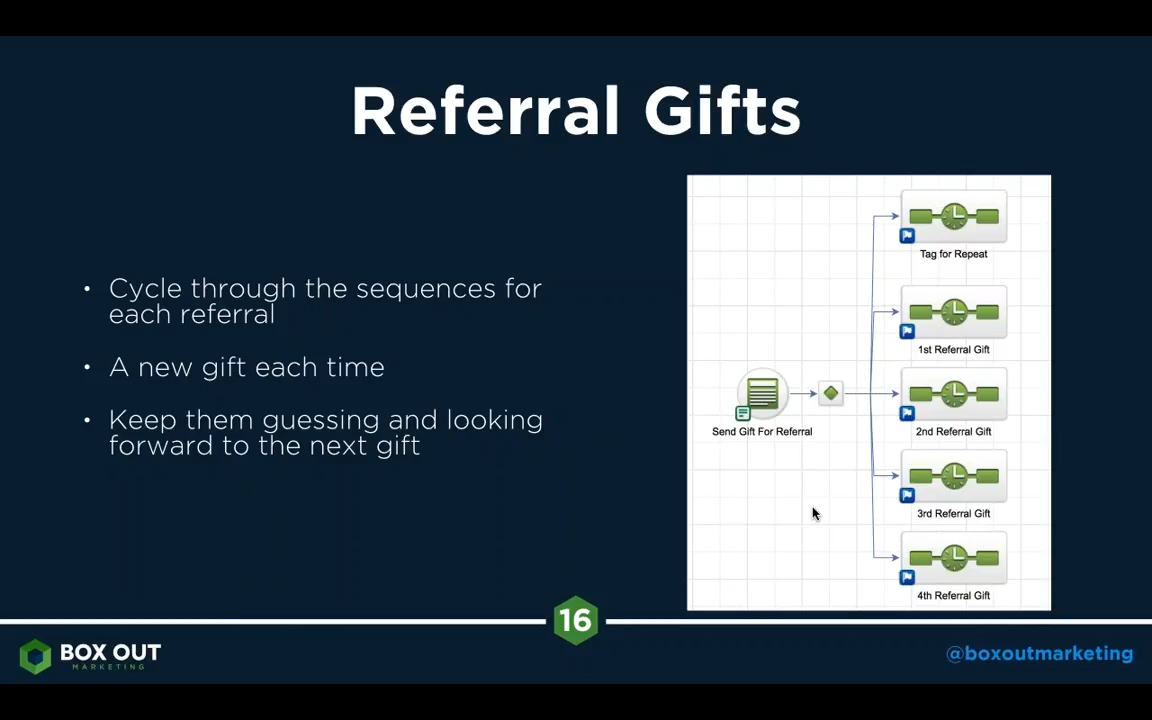 Referral Gifts
• Cycle through the sequences for
each referral
• A new gift each time
• Keep them guessing and looking
forward to the next gift
Tag for Repeat
1st Referral Gift
Send Gift For Referral
2nd Referral Gift
3rd Referral Gift
4th Referral Gift
16
BOX OUT
MARKETING
@boxoutmarketing